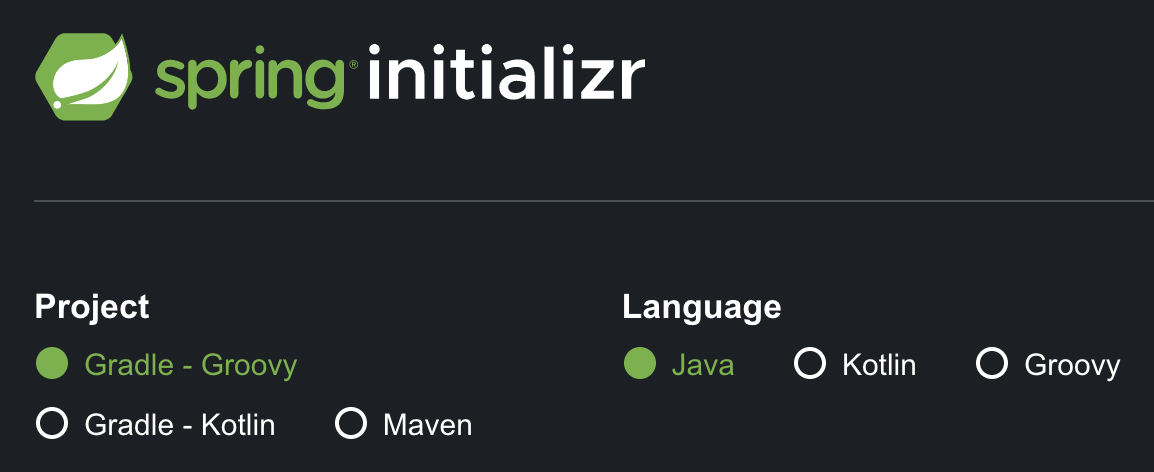 spring® initializr
Project
Gradle - Groovy
Gradle - Kotlin Maven
Language
Java Kotlin Groovy